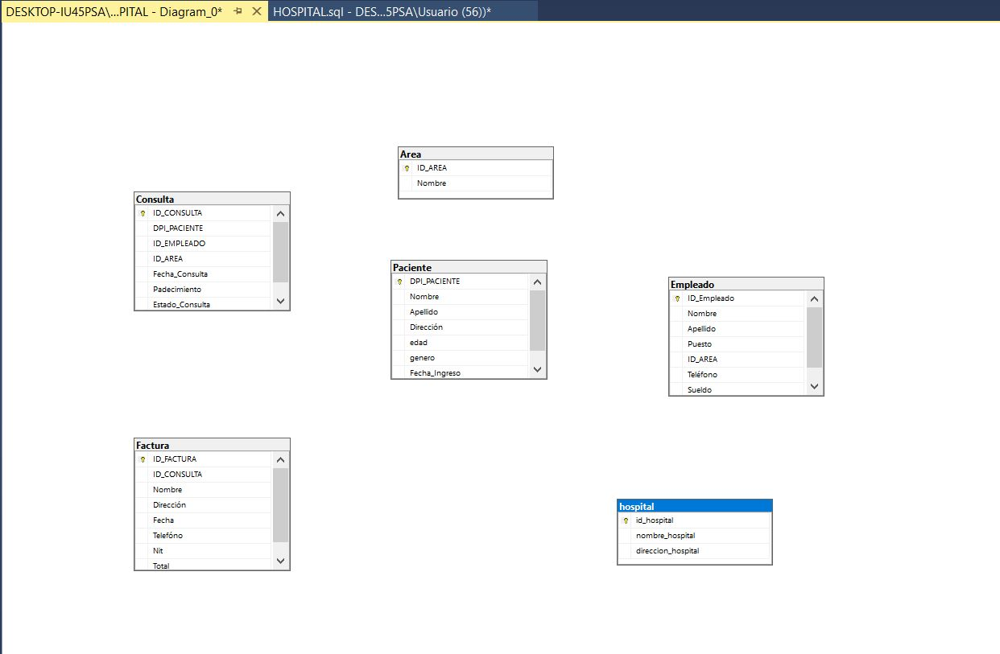 DESKTOP-IU45PSA\...PITAL - Diagram_0*
HOSPITAL.sql - DES...5PSA\Usuario (56))*
Area
ID_AREA
Nombre
Consulta
ID_CONSULTA
DPI_PACIENTE
ID_EMPLEADO
ID_AREA
Fecha_Consulta
Padecimiento
Estado_Consulta
Paciente
DPI_PACIENTE
Nombre
Apellido
Dirección
edad
genero
Fecha_Ingreso
Empleado
ID_Empleado
Nombre
Apellido
Puesto
ID_AREA
Teléfono
Sueldo
Factura
ID_FACTURA
ID_CONSULTA
Nombre
Dirección
Fecha
Telefóno
Nit
Total
hospital
id_hospital
nombre_hospital
direccion_hospital